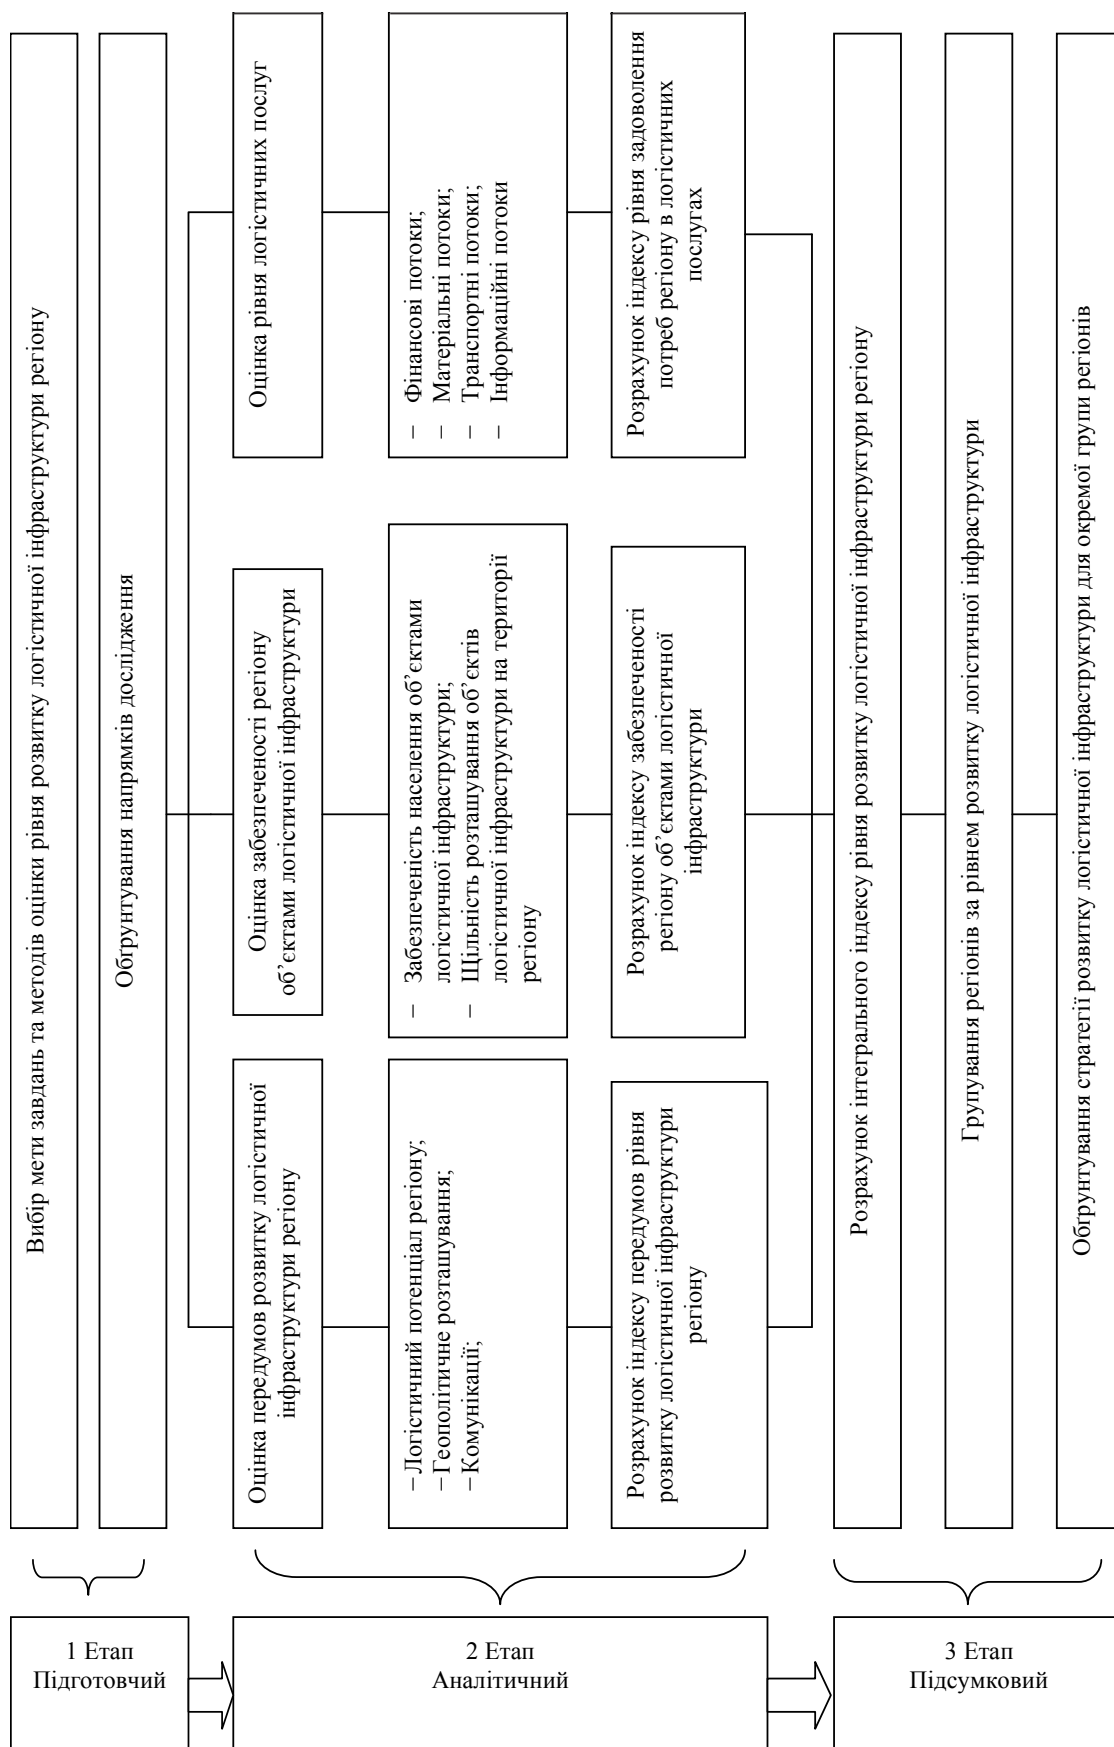 Вибір мети завдань та методів оцінки рівня розвитку логістичної інфраструктури регіону
Обґрунтування напрямків дослідження
Оцінка передумов розвитку логістичної
інфраструктури регіону
Оцінка забезпеченості регіону
об’єктами логістичної інфраструктури
Оцінка рівня логістичних послуг
–Логістичний потенціал регіону;
–Геополітичне розташування;
–Комунікації;
– Забезпеченість населення об’єктами
логістичної інфраструктури;
– Щільність розташування об’єктів
логістичної інфраструктури на території
регіону
– Фінансові потоки;
– Матеріальні потоки;
– Транспортні потоки;
– Інформаційні потоки
Розрахунок індексу передумов рівня
розвитку логістичної інфраструктури
регіону
Розрахунок індексу забезпеченості
регіону об’єктами логістичної
інфраструктури
Розрахунок індексу рівня задоволення
потреб регіону в логістичних
послугах
Розрахунок інтегрального індексу рівня розвитку логістичної інфраструктури регіону
Групування регіонів за рівнем розвитку логістичної інфраструктури
Обґрунтування стратегії розвитку логістичної інфраструктури для окремої групи регіонів
1 Етап
Підготовчий
2 Етап
Аналітичний
3 Етап
Підсумковий